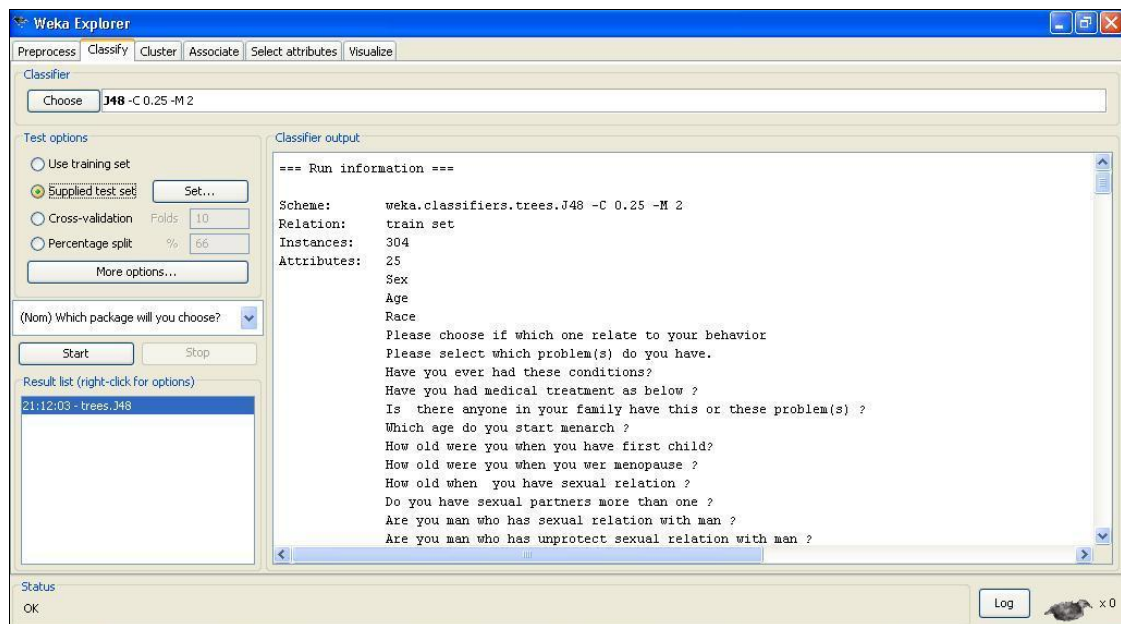 Weka Explorer
Preprocess Classify Cluster Associate Select attributes Visualize
Classifier
Choose J48 -C 0.25 -M 2
Test options
Use training set
Supplied test set Set...
Cross-validation Folds 10
Percentage split % 66
More options...
(Nom) Which package will you choose?
Start Stop
Result list (right-click for options)
21:12:03 - trees.J48
Classifier output
=== Run information ===
Scheme: weka.classifiers.trees.J48 -C 0.25 -M 2
Relation: train set
Instances: 304
Attributes: 25
Sex
Age
Race
Please choose if which one relate to your behavior
Please select which problem(s) do you have.
Have you ever had these conditions?
Have you had medical treatment as below ?
Is there anyone in your family have this or these problem(s) ?
Which age do you start menarch ?
How old were you when you have first child?
How old were you when you wer menopause ?
How old when you have sexual relation ?
Do you have sexual partners more than one ?
Are you man who has sexual relation with man ?
Are you man who has unprotect sexual relation with man ?
Status
OK
Log x 0